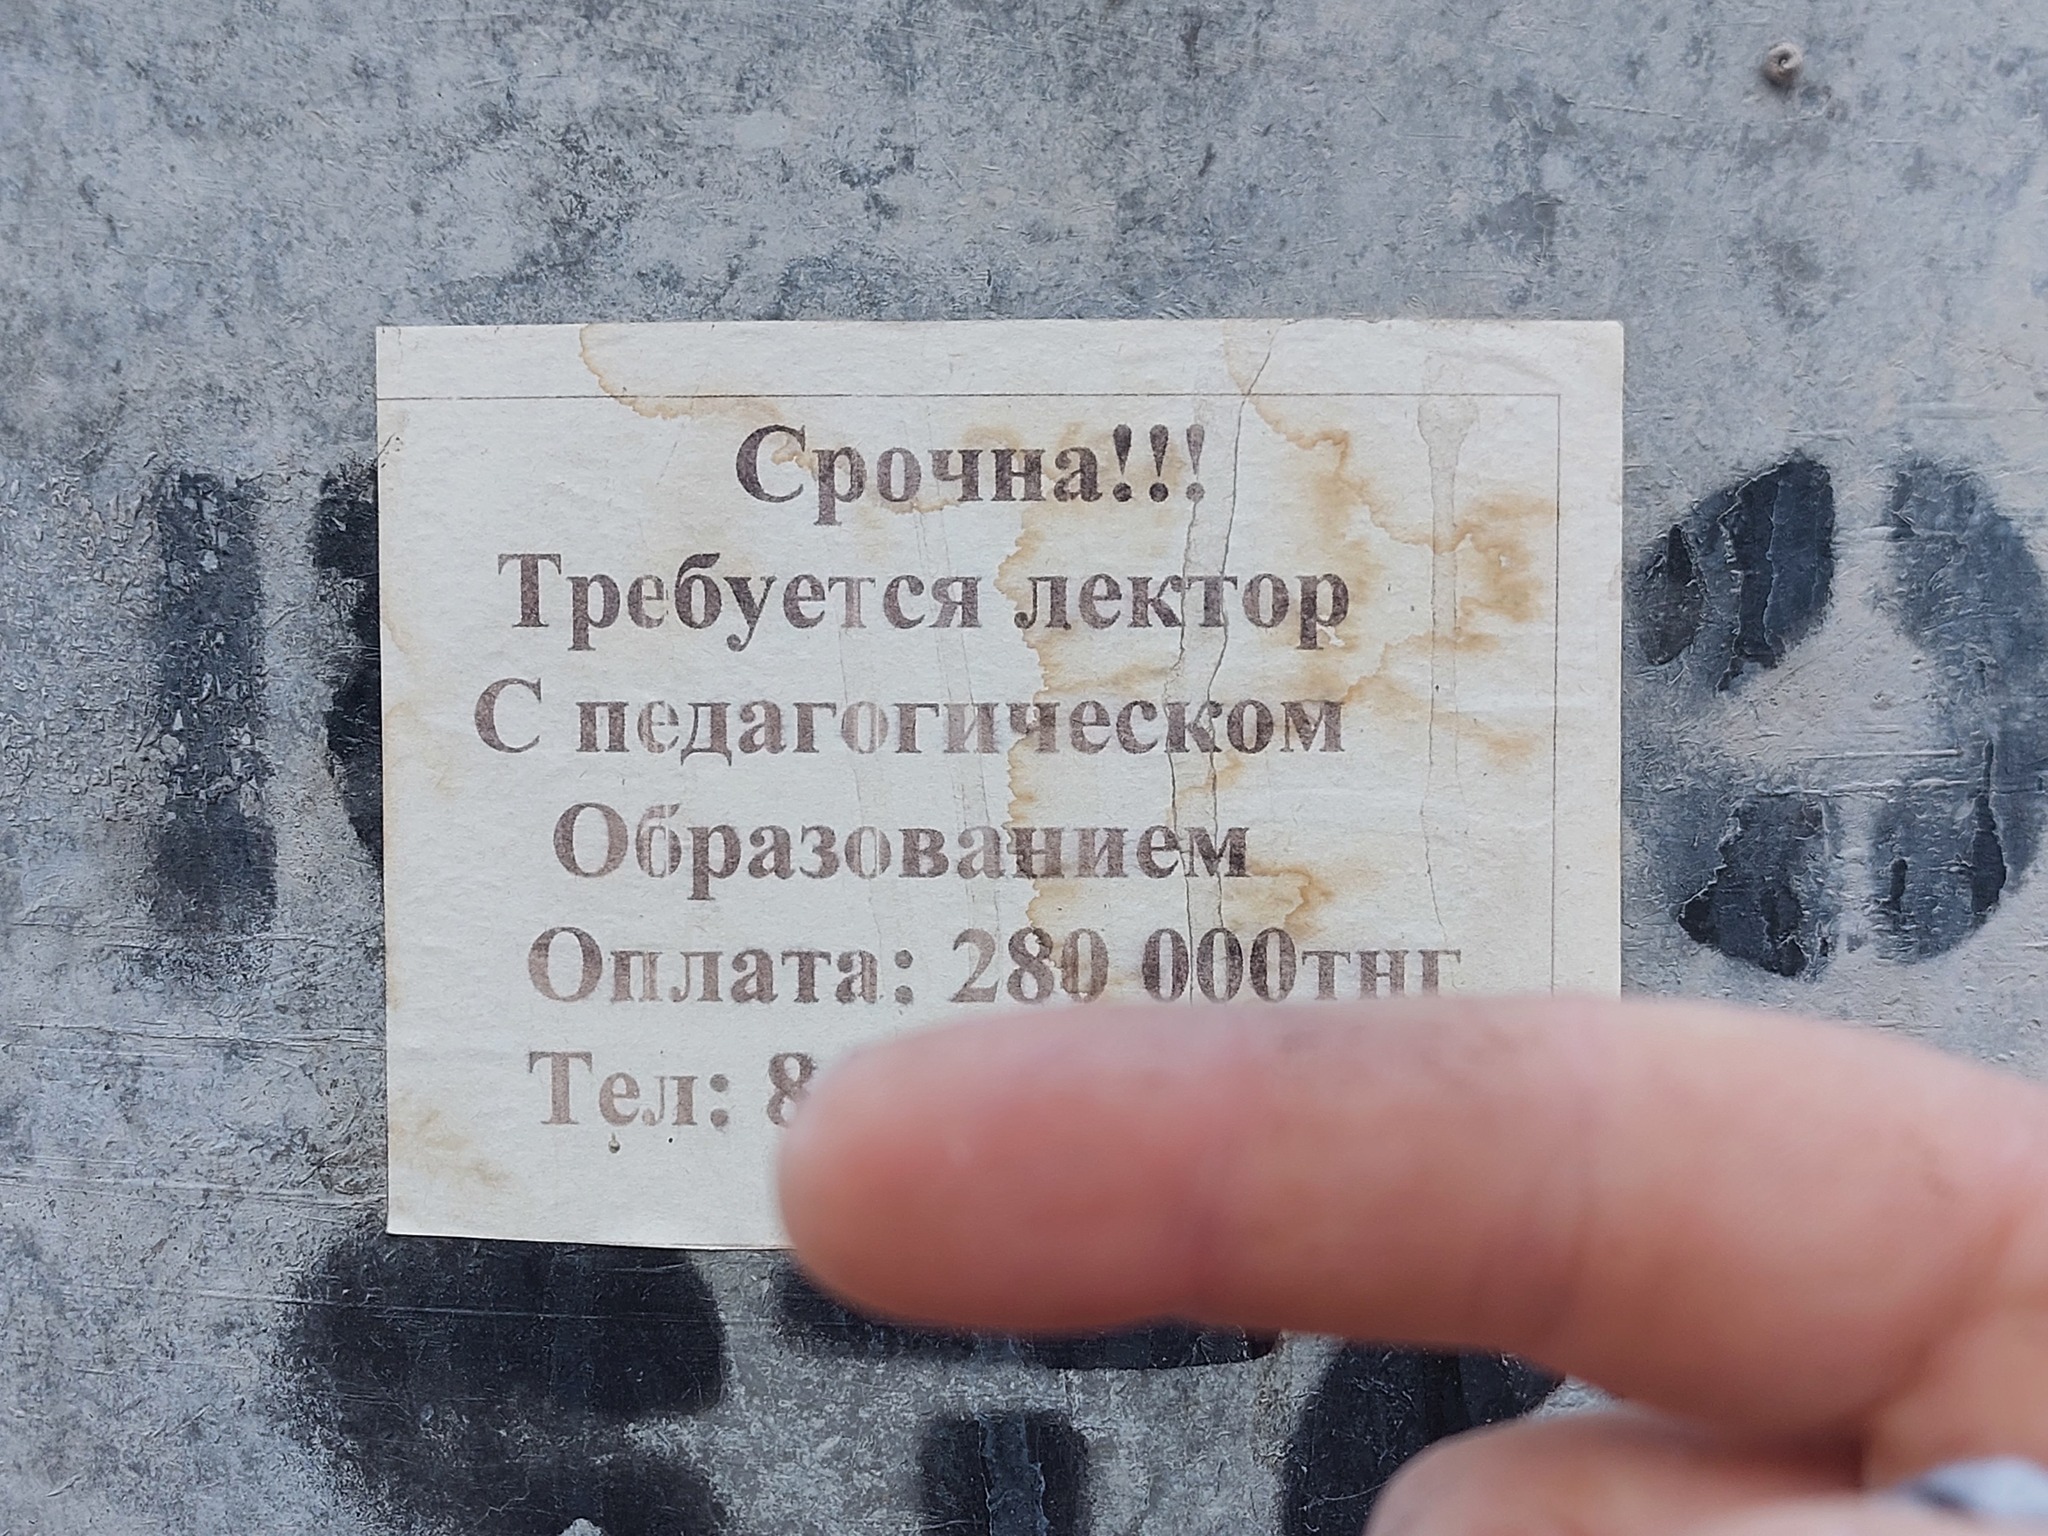 Срочна!!!
Требуется лектор
С педагогическом
Образованием
Оплата: 280 000тнг
Тел: 8